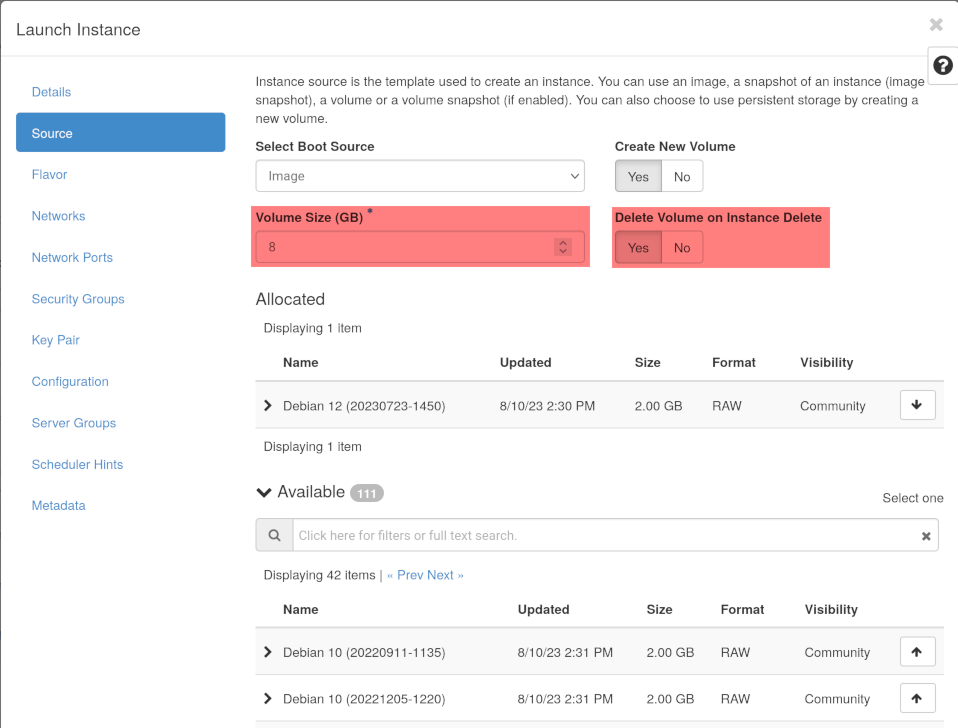 Launch Instance
Details
Source
Flavor
Networks
Network Ports
Security Groups
Key Pair
Configuration
Server Groups
Scheduler Hints
Metadata
Instance source is the template used to create an instance. You can use an image, a snapshot of an instance (image
snapshot), a volume or a volume snapshot (if enabled). You can also choose to use persistent storage by creating a
new volume.
Select Boot Source Create New Volume
Image Yes No
Volume Size (GB) * Delete Volume on Instance Delete
8 Yes No
Allocated
Displaying 1 item
Name Updated Size Format Visibility
Debian 12 (20230723-1450) 8/10/23 2:30 PM 2.00 GB RAW Community
Displaying 1 item
Available 111
Select one
Click here for filters or full text search.
Displaying 42 items | « Prev Next »
Name Updated Size Format Visibility
Debian 10 (20220911-1135) 8/10/23 2:31 PM 2.00 GB RAW Community
Debian 10 (20221205-1220) 8/10/23 2:31 PM 2.00 GB RAW Community